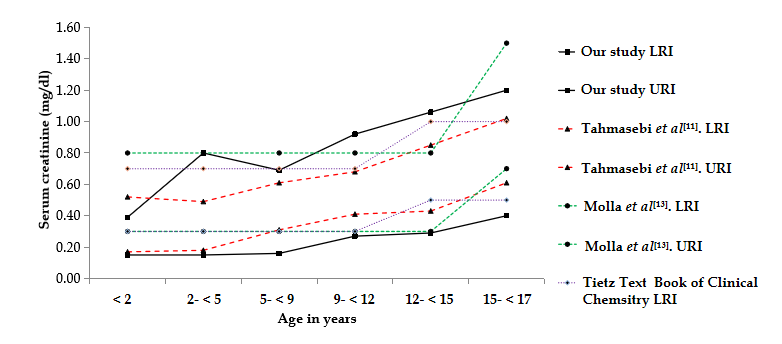 1.60
1.40
1.20
1.00
0.80
0.60
0.40
0.20
0.00
Serum creatinine (mg/dl)
< 2
2- < 5
5- < 9
9- < 12
12- < 15
15- < 17
Age in years
Our study LRI
Our study URI
Tahmasebi et al[11]. LRI
Tahmasebi et al[11]. URI
Molla et al[13]. LRI
Molla et al[13]. URI
Tietz Text Book of Clinical
Chemsitry LRI